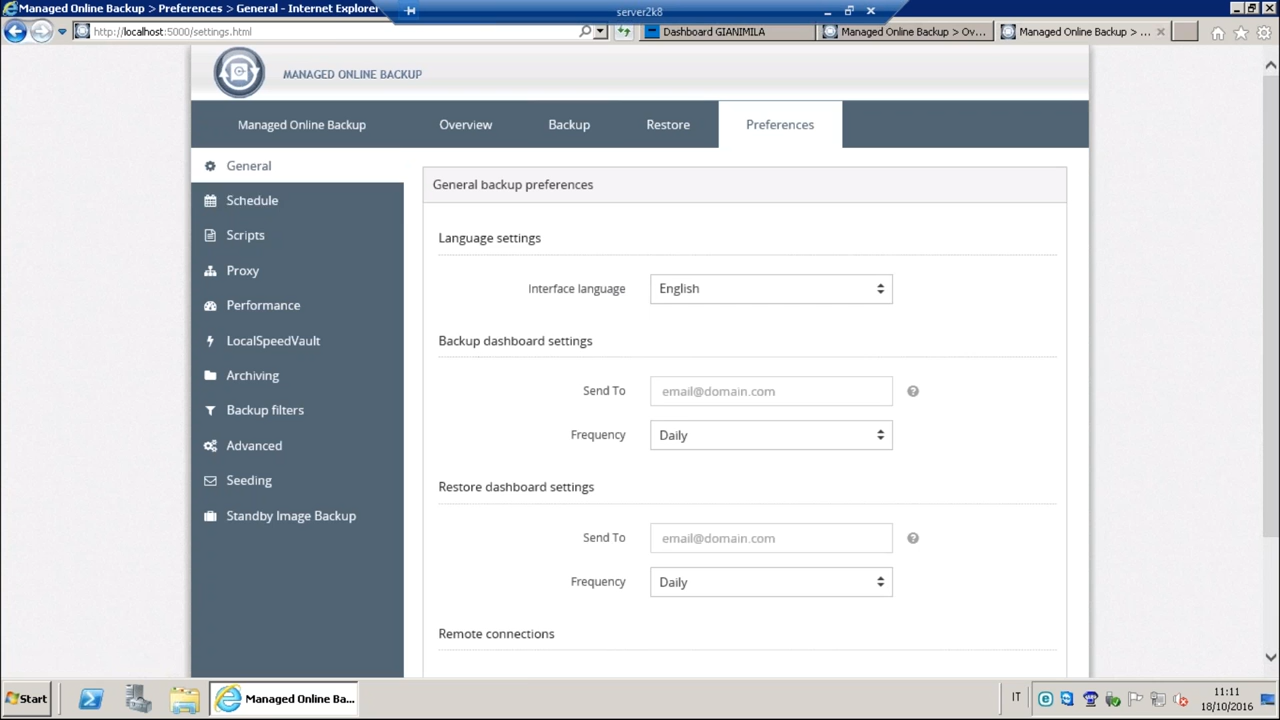 Managed Online Backup > Preferences > General - Internet Explorer
server2k8
http://localhost:5000/settings.html
Dashboard GIANIMILA
Managed Online Backup > Ov...
Managed Online Backup > ...
MANAGED ONLINE BACKUP
Managed Online Backup
Overview
Backup
Restore
Preferences
General
Schedule
Scripts
Proxy
Performance
LocalSpeedVault
Archiving
Backup filters
Advanced
Seeding
Standby Image Backup
General backup preferences
Language settings
Interface language English
Backup dashboard settings
Send To email@domain.com ?
Frequency Daily
Restore dashboard settings
Send To email@domain.com ?
Frequency Daily
Remote connections
Start
Managed Online Ba...
IT
11:11
18/10/2016